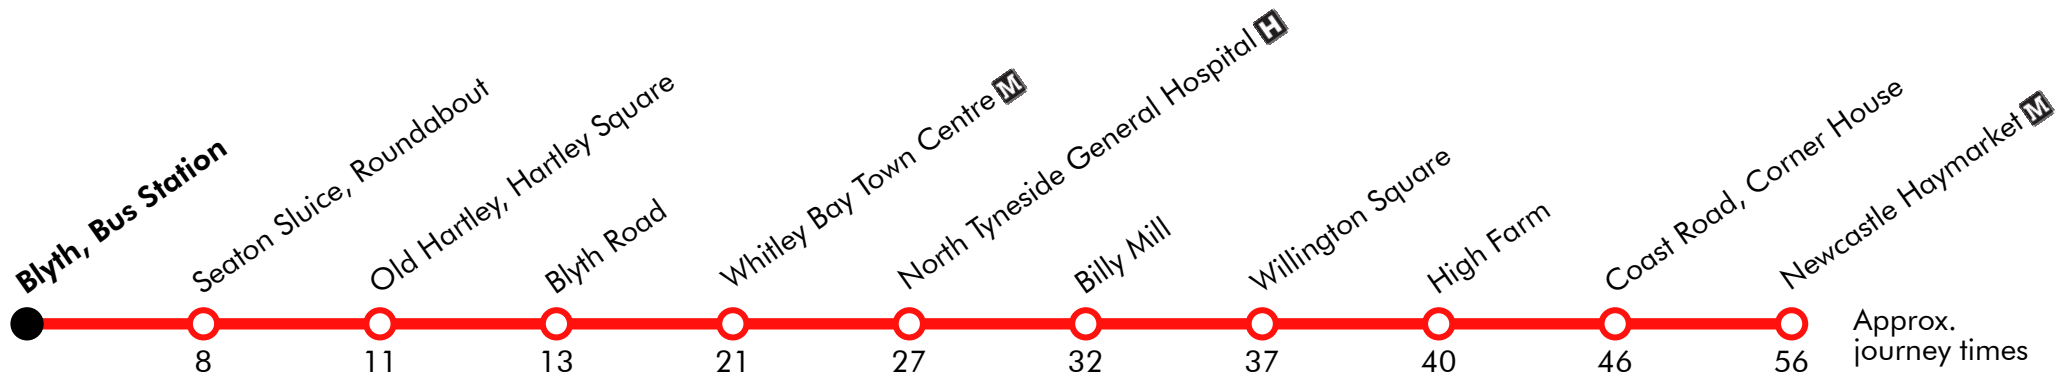 Blyth, Bus Station
Seaton Sluice, Roundabout
Old Hartley, Hartley Square
Blyth Road
Whitley Bay Town Centre M
North Tyneside General Hospital H
Billy Mill
Willington Square
High Farm
Coast Road, Corner House
Newcastle Haymarket M
8 11 13 21 27 32 37 40 46 56
Approx.
journey times